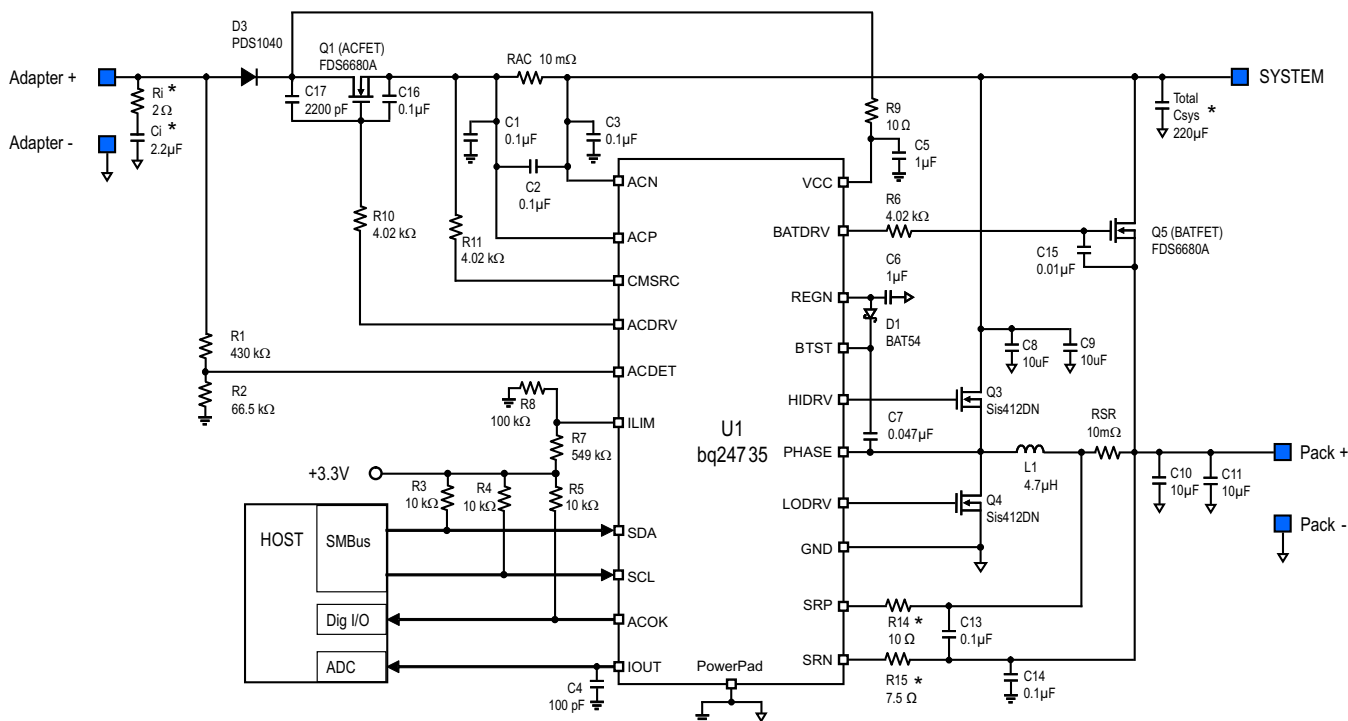 D3
PDS1040
Q1 (ACFET)
FDS6680A
RAC 10 mΩ
Adapter +
SYSTEM
Ri *
2 Ω
Ci *
2.2µF
Adapter -
C17
2200 pF
C16
0.1µF
C1
0.1µF
C3
0.1µF
C2
0.1µF
R9
10 Ω
C5
1µF
Total
Csys *
220µF
R10
4.02 kΩ
R11
4.02 kΩ
R6
4.02 kΩ
Q5 (BATFET)
FDS6680A
C15
0.01µF
C6
1µF
D1
BAT54
R1
430 kΩ
R2
66.5 kΩ
R8
100 kΩ
R7
549 kΩ
C8
10uF
C9
10uF
Q3
Sis412DN
C7
0.047µF
RSR
10mΩ
L1
4.7µH
Q4
Sis412DN
C10
10µF
C11
10µF
Pack +
Pack -
+3.3V
R3
10 kΩ
R4
10 kΩ
R5
10 kΩ
HOST
SMBus
Dig I/O
ADC
U1
bq24735
ACN
ACP
CMSRC
ACDRV
ACDET
ILIM
SDA
SCL
ACOK
IOUT
VCC
BATDRV
REGN
BTST
HIDRV
PHASE
LODRV
GND
SRP
SRN
PowerPad
C4
100 pF
R14 *
10 Ω
C13
0.1µF
R15 *
7.5 Ω
C14
0.1µF